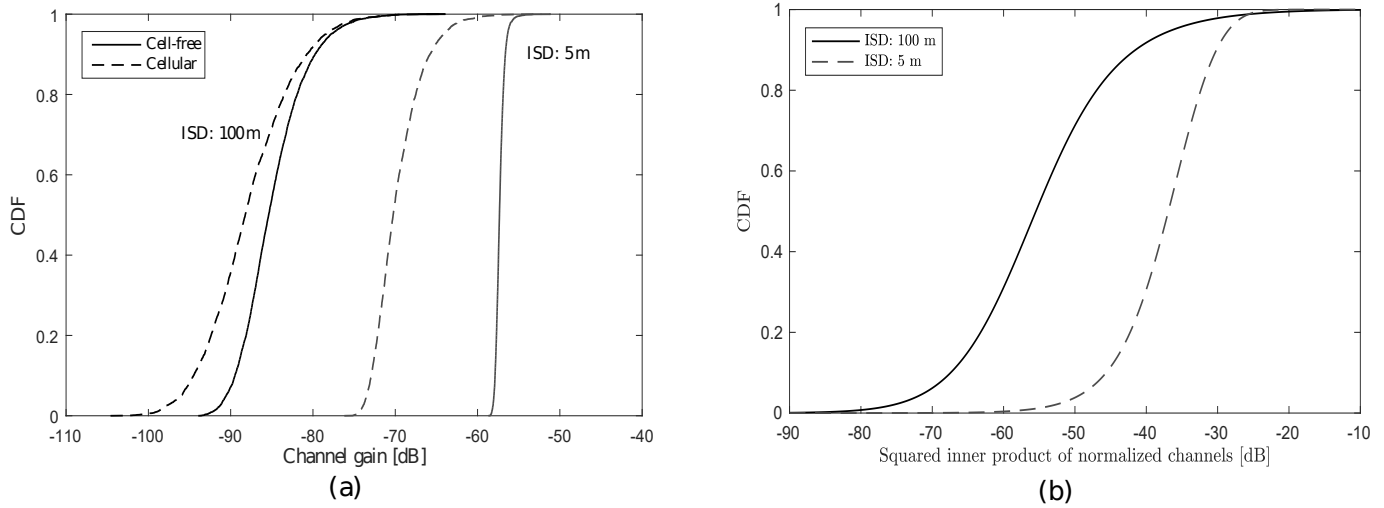 1
0.8
0.6
0.4
0.2
0
CDF
Cell-free
Cellular
ISD: 100m
ISD: 5m
-110 -100 -90 -80 -70 -60 -50 -40
Channel gain [dB]
(a)
1
0.8
0.6
0.4
0.2
0
CDF
ISD: 100 m
ISD: 5 m
-90 -80 -70 -60 -50 -40 -30 -20 -10
Squared inner product of normalized channels [dB]
(b)